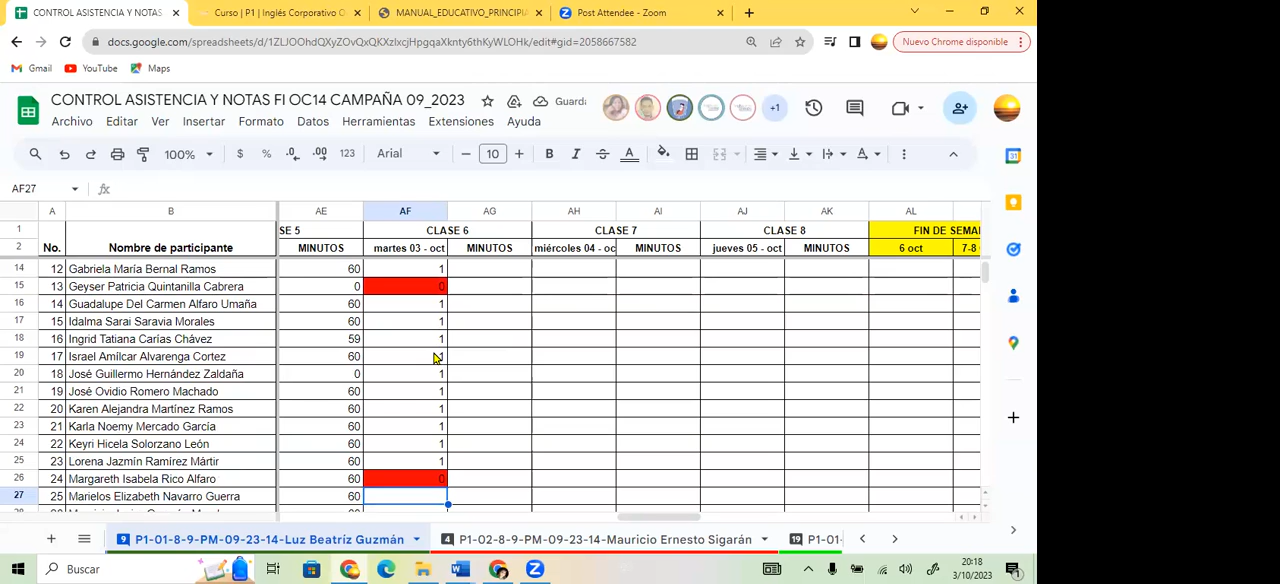 CONTROL ASISTENCIA Y NOTAS
Curso | P1 | Inglés Corporativo O
MANUAL_EDUCATIVO_PRINCIPIA
Post Attendee - Zoom
docs.google.com/spreadsheets/d/1ZLJOOhdQXyZOvQxQKXzlxcjHpgqaXknty6thKyWLOHk/edit#gid=2058667582
Nuevo Chrome disponible
Gmail YouTube Maps
CONTROL ASISTENCIA Y NOTAS FI OC14 CAMPAÑA 09_2023
Guarda
+1
Archivo Editar Ver Insertar Formato Datos Herramientas Extensiones Ayuda
100% $ % .0 .00 123 Arial 10 B I A
AF27 fx
A B AE AF AG AH AI AJ AK AL
1 SE 5 CLASE 6 CLASE 7 CLASE 8 FIN DE SEMA
2 No. Nombre de participante MINUTOS martes 03 - oct MINUTOS miércoles 04 - oc MINUTOS jueves 05 - oct MINUTOS 6 oct 7-8
14 12 Gabriela María Bernal Ramos 60 1
15 13 Geyser Patricia Quintanilla Cabrera 0 0
16 14 Guadalupe Del Carmen Alfaro Umaña 60 1
17 15 Idalma Sarai Saravia Morales 60 1
18 16 Ingrid Tatiana Carías Chávez 59 1
19 17 Israel Amílcar Alvarenga Cortez 60 1
20 18 José Guillermo Hernández Zaldaña 0 1
21 19 José Ovidio Romero Machado 60 1
22 20 Karen Alejandra Martínez Ramos 60 1
23 21 Karla Noemy Mercado García 60 1
24 22 Keyri Hicela Solorzano León 60 1
25 23 Lorena Jazmín Ramírez Mártir 60 1
26 24 Margareth Isabela Rico Alfaro 60 0
27 25 Marielos Elizabeth Navarro Guerra 60
9 P1-01-8-9-PM-09-23-14-Luz Beatríz Guzmán
4 P1-02-8-9-PM-09-23-14-Mauricio Ernesto Sigarán
19 P1-01-
Buscar
20:18
3/10/2023